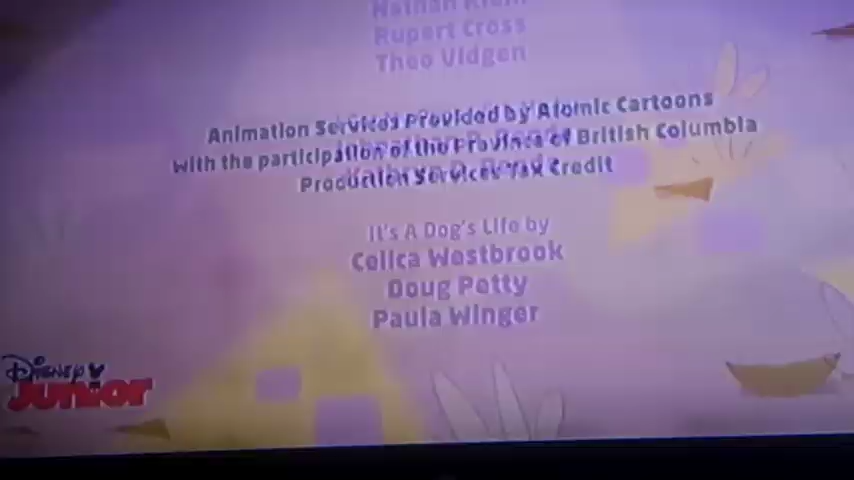 Nathan
Rupert Cross
Theo Vidgen
Animation Services Provided by Atomic Cartoons
With the participation of the Province of British Columbia
Production Services Tax Credit
It's A Dog's Life by
Celica Westbrook
Doug Petty
Paula Winger
Disney
Junior